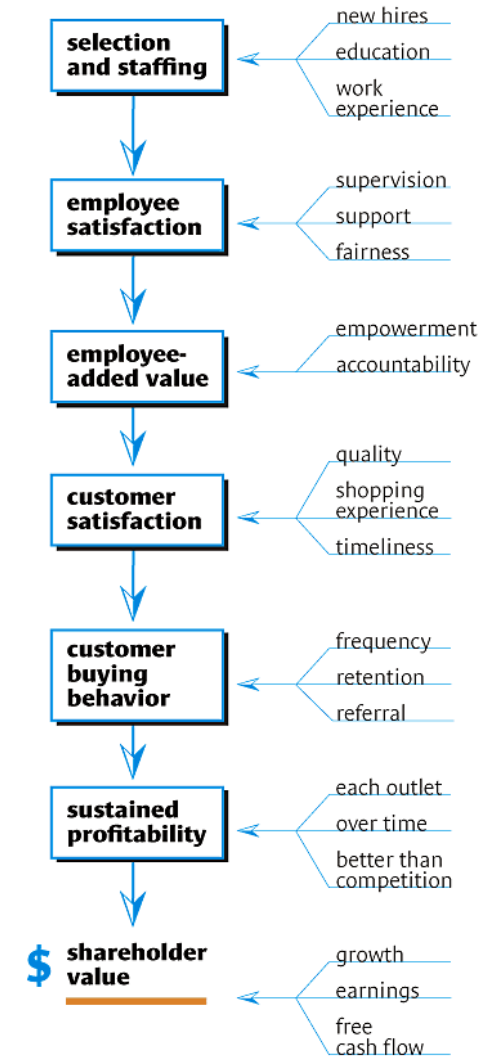 selection
and staffing
new hires
education
work
experience
employee
satisfaction
supervision
support
fairness
employee-
added value
empowerment
accountability
customer
satisfaction
quality
shopping
experience
timeliness
customer
buying
behavior
frequency
retention
referral
sustained
profitability
each outlet
over time
better than
competition
$
shareholder
value
growth
earnings
free
cash flow